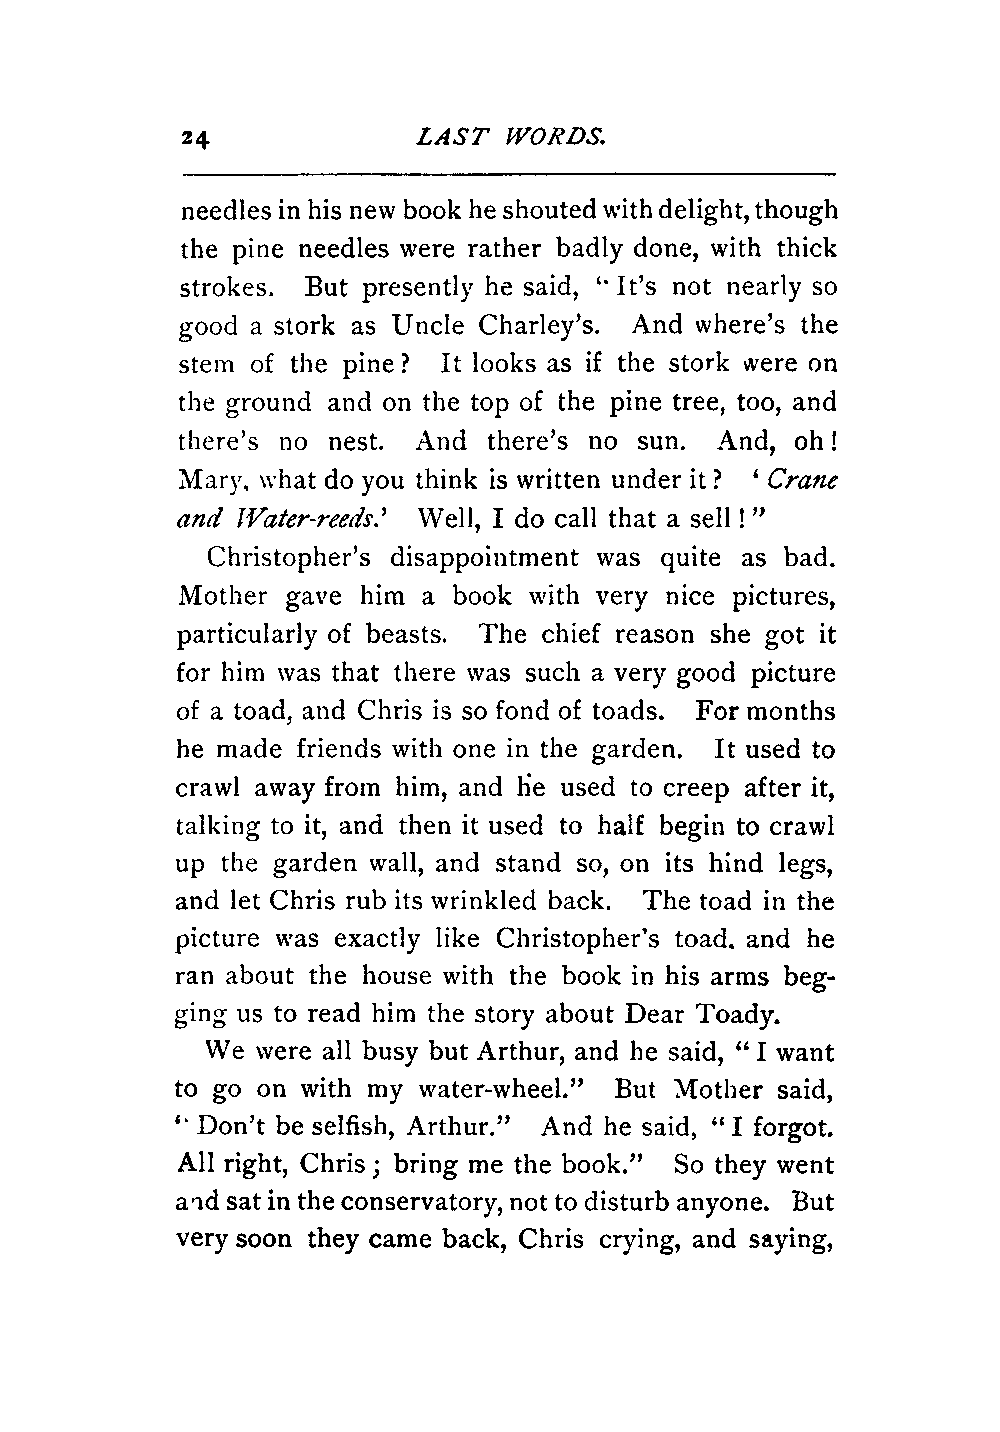 24 LAST WORDS.
needles in his new book he shouted with delight, though
the pine needles were rather badly done, with thick
strokes. But presently he said, "It's not nearly so
good a stork as Uncle Charley's. And where's the
stem of the pine? It looks as if the stork were on
the ground and on the top of the pine tree, too, and
there's no nest. And there's no sun. And, oh!
Mary, what do you think is written under it? 'Crane
and Water-reeds.' Well, I do call that a sell!"
Christopher's disappointment was quite as bad.
Mother gave him a book with very nice pictures,
particularly of beasts. The chief reason she got it
for him was that there was such a very good picture
of a toad, and Chris is so fond of toads. For months
he made friends with one in the garden. It used to
crawl away from him, and he used to creep after it,
talking to it, and then it used to half begin to crawl
up the garden wall, and stand so, on its hind legs,
and let Chris rub its wrinkled back. The toad in the
picture was exactly like Christopher's toad. and he
ran about the house with the book in his arms beg-
ging us to read him the story about Dear Toady.
We were all busy but Arthur, and he said, "I want
to go on with my water-wheel." But Mother said,
"Don't be selfish, Arthur." And he said, "I forgot.
All right, Chris; bring me the book." So they went
and sat in the conservatory, not to disturb anyone. But
very soon they came back, Chris crying, and saying,